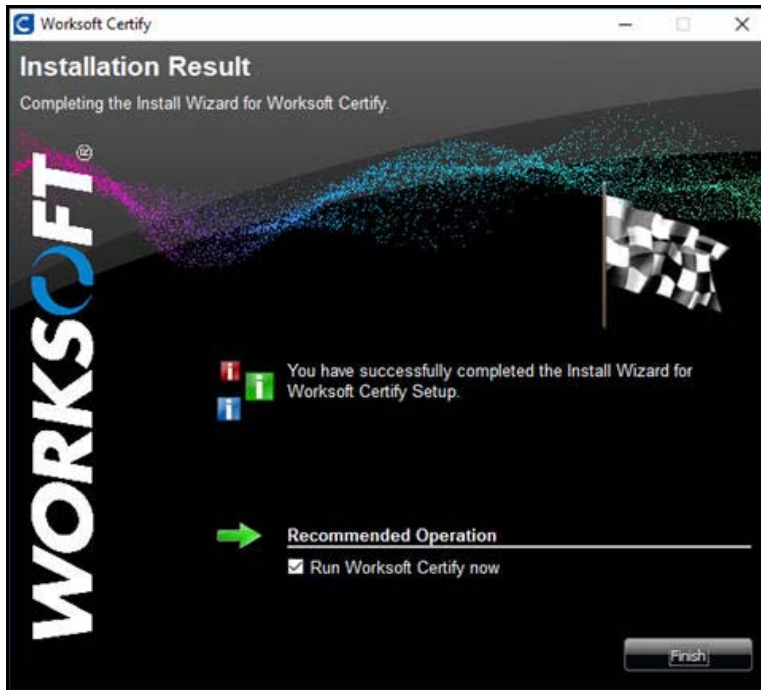 Worksoft Certify
Installation Result
Completing the Install Wizard for Worksoft Certify.
WORKSOFT®
You have successfully completed the Install Wizard for
Worksoft Certify Setup.
Recommended Operation
Run Worksoft Certify now
Finish